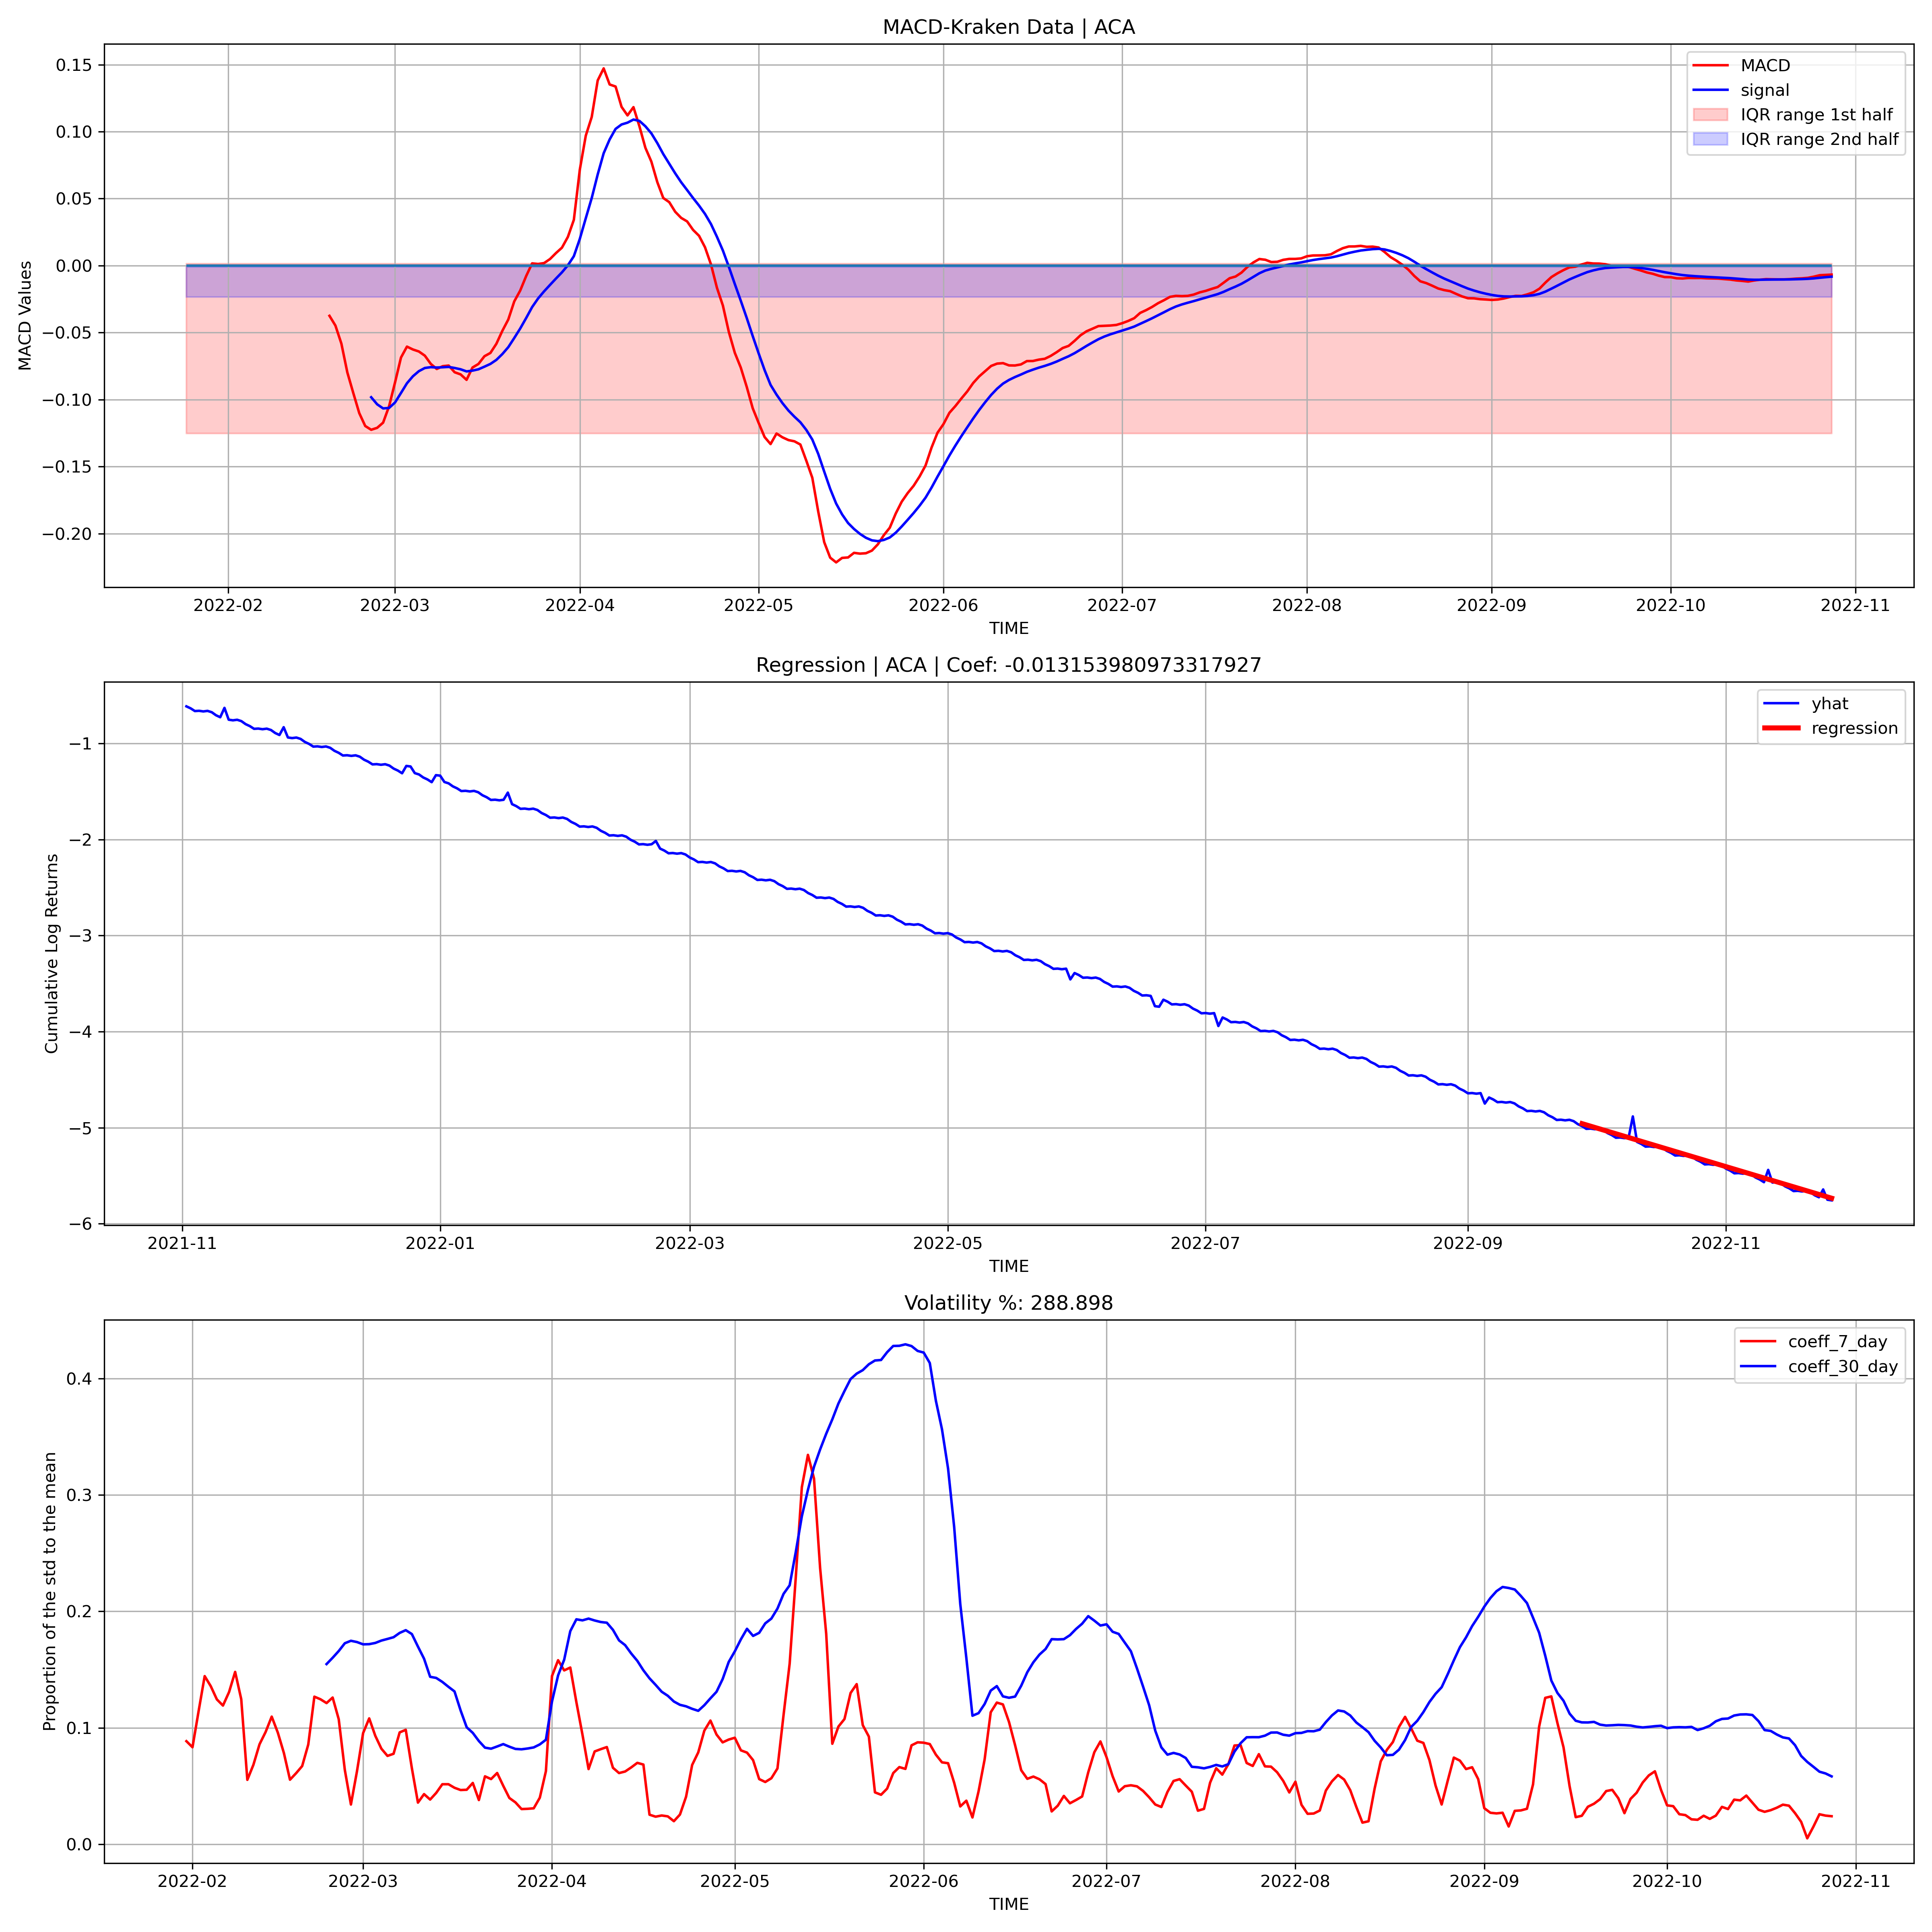 MACD-Kraken Data | ACA
MACD
signal
IQR range 1st half
IQR range 2nd half
MACD Values
0.15
0.10
0.05
0.00
−0.05
−0.10
−0.15
−0.20
2022-02 2022-03 2022-04 2022-05 2022-06 2022-07 2022-08 2022-09 2022-10 2022-11
TIME
Regression | ACA | Coef: -0.013153980973317927
yhat
regression
Cumulative Log Returns
−1
−2
−3
−4
−5
−6
2021-11 2022-01 2022-03 2022-05 2022-07 2022-09 2022-11
TIME
Volatility %: 288.898
coeff_7_day
coeff_30_day
Proportion of the std to the mean
0.4
0.3
0.2
0.1
0.0
2022-02 2022-03 2022-04 2022-05 2022-06 2022-07 2022-08 2022-09 2022-10 2022-11
TIME